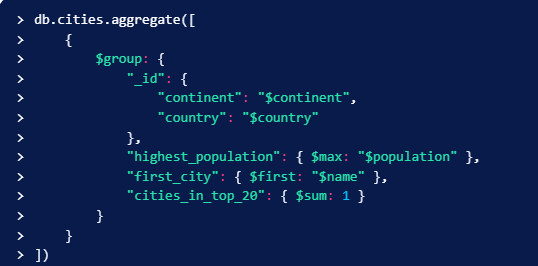 > db.cities.aggregate([
>     {
>         $group: {
>             "_id": {
>                 "continent": "$continent",
>                 "country": "$country"
>             },
>             "highest_population": { $max: "$population" },
>             "first_city": { $first: "$name" },
>             "cities_in_top_20": { $sum: 1 }
>         }
>     }
> ])